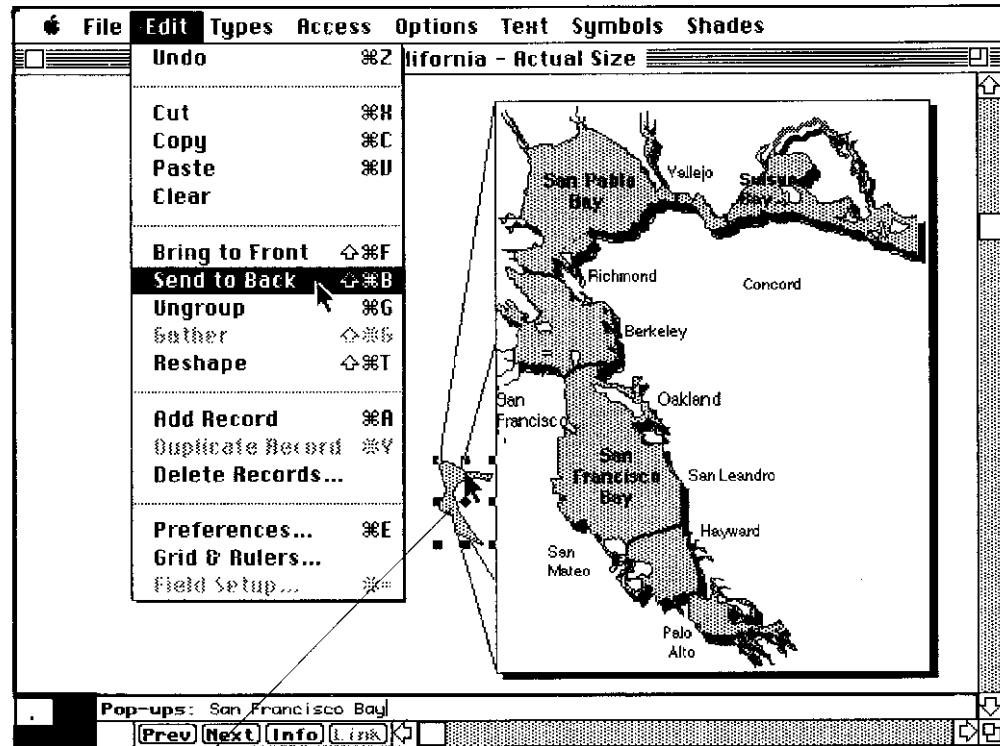 File Edit Types Access Options Text Symbols Shades
lifornia - Actual Size
Undo ⌘Z
Cut ⌘X
Copy ⌘C
Paste ⌘V
Clear
Bring to Front ⇧⌘F
Send to Back ⇧⌘B
Ungroup ⌘G
Gather ⇧⌘G
Reshape ⇧⌘T
Add Record ⌘A
Duplicate Record ⌘Y
Delete Records...
Preferences... ⌘E
Grid & Rulers...
Field Setup... ⌘=
San Pablo
Bay
Vallejo
Suisun
Bay
Richmond
Concord
Berkeley
San
Francisco
Oakland
San
Francisco
Bay
San Leandro
Hayward
San
Mateo
Palo
Alto
Pop-ups: San Francisco Bay
Prev Next Info Link